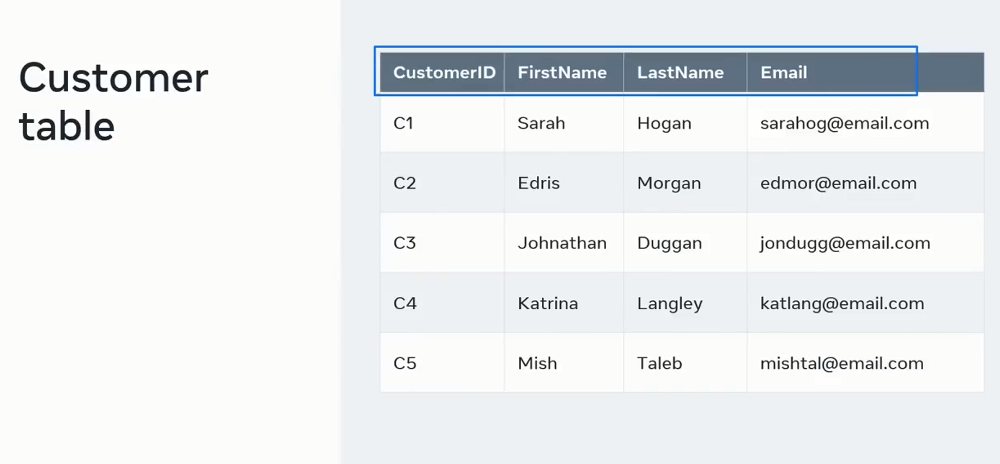 Customer
table
CustomerID FirstName LastName Email
C1 Sarah Hogan sarahog@email.com
C2 Edris Morgan edmor@email.com
C3 Johnathan Duggan jondugg@email.com
C4 Katrina Langley katlang@email.com
C5 Mish Taleb mishtal@email.com